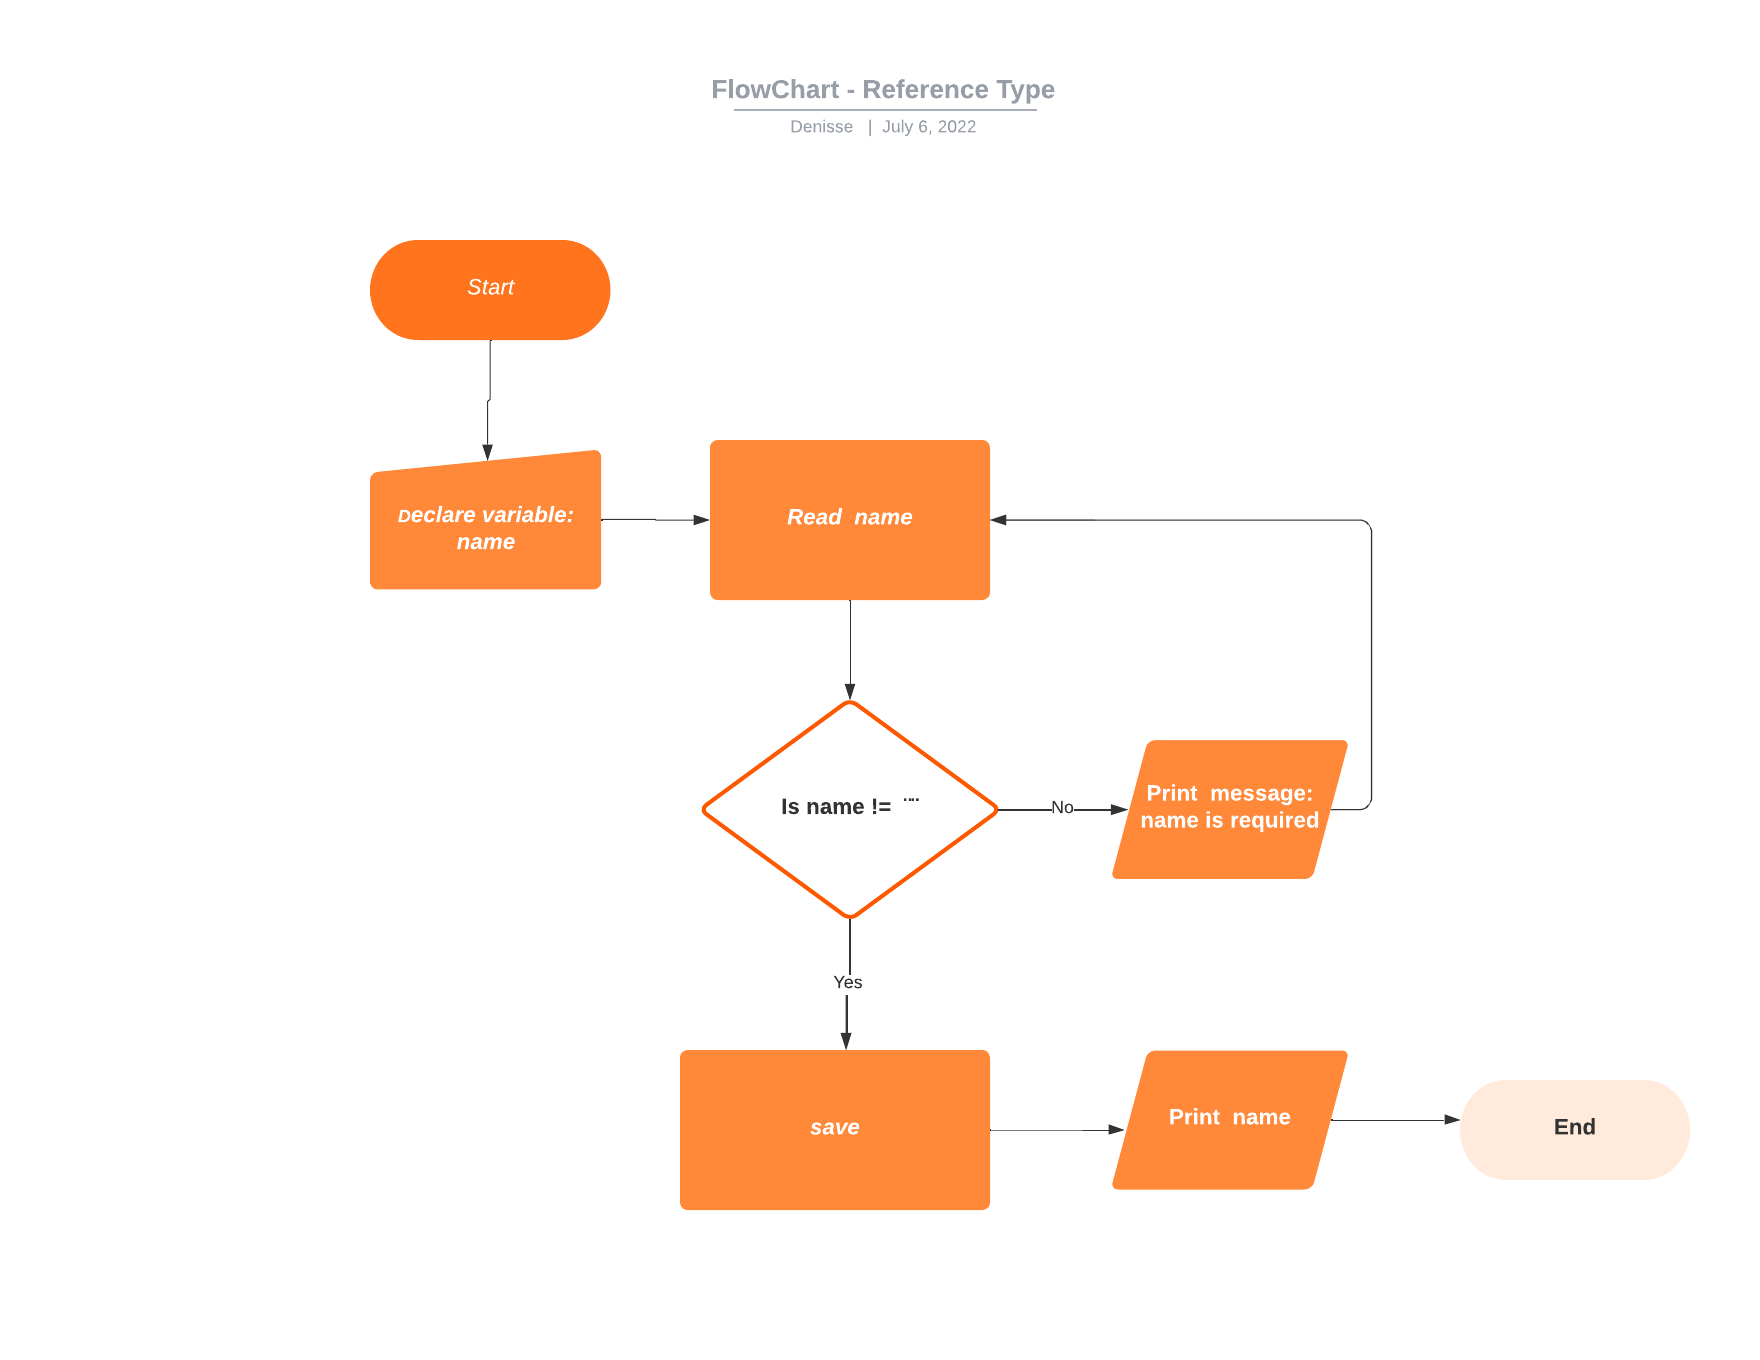 FlowChart - Reference Type
Denisse | July 6, 2022
Start
Declare variable:
name
Read name
Is name != ""
No
Print message:
name is required
Yes
save
Print name
End